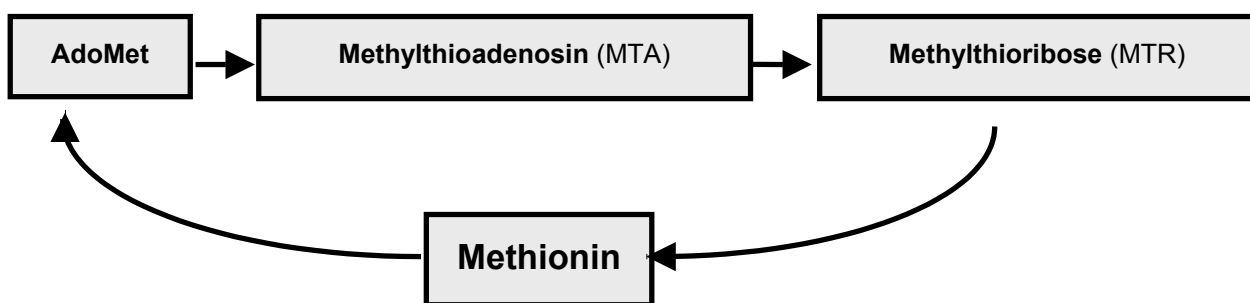 AdoMet
Methylthioadenosin (MTA)
Methylthioribose (MTR)
Methionin